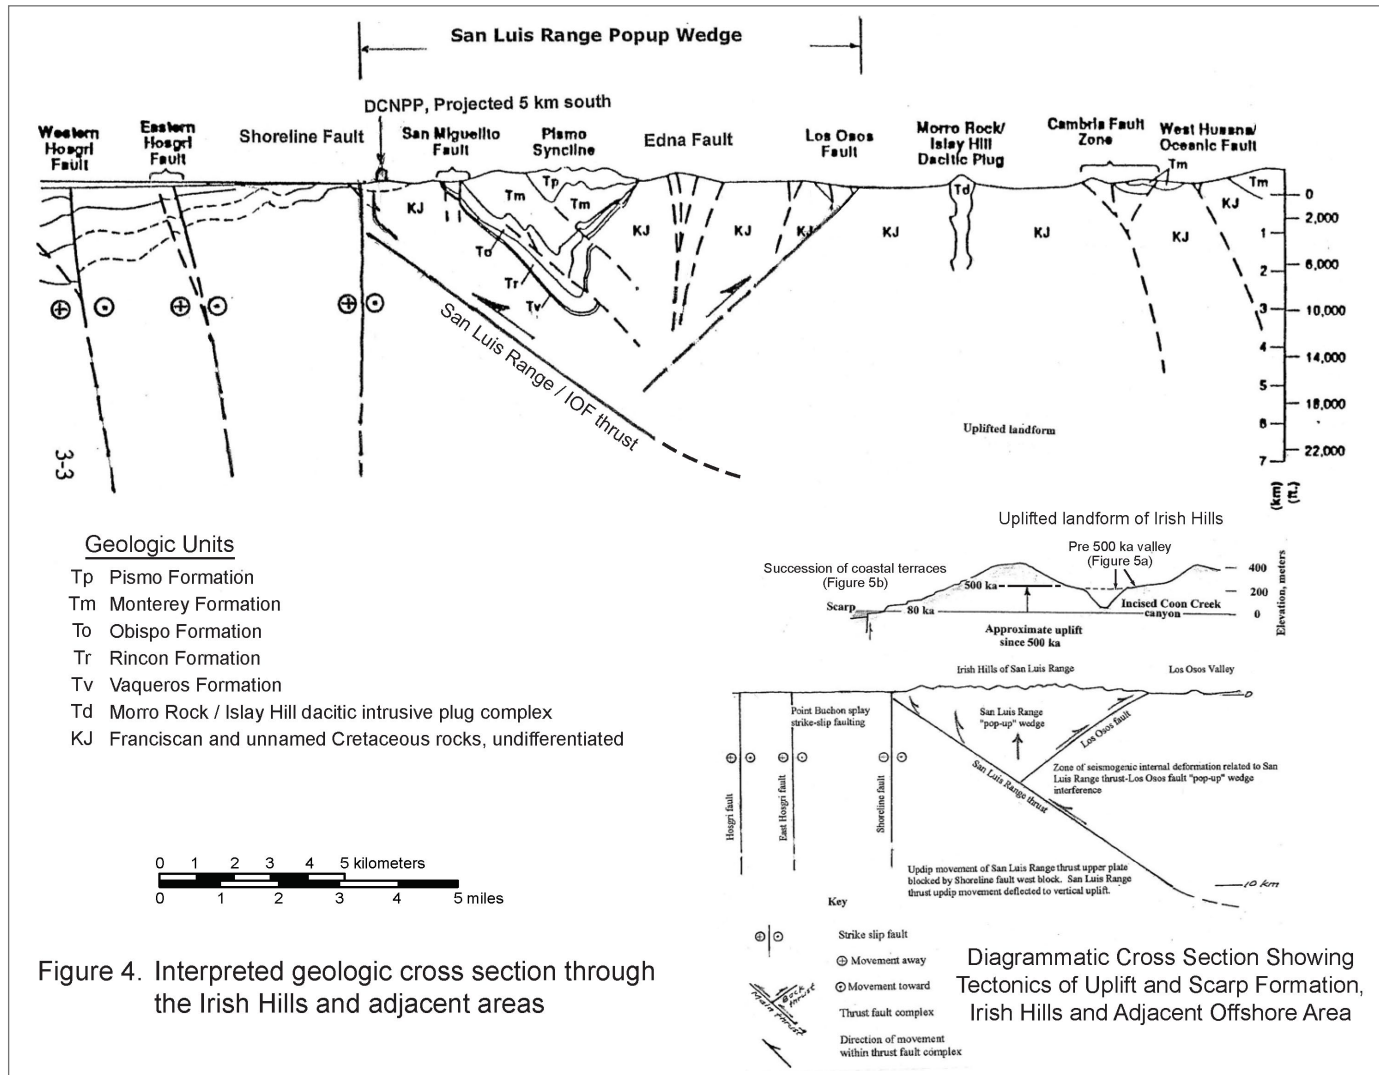 San Luis Range Popup Wedge
DCNPP, Projected 5 km south
Western
Hosgri
Fault
Eastern
Hosgri
Fault
Shoreline Fault
San Miguelito
Fault
Pismo
Syncline
Edna Fault
Los Osos
Fault
Morro Rock/
Islay Hill
Dacitic Plug
Cambria Fault
Zone
West Huasna/
Oceanic Fault
Tm
KJ
Tm
Tp
Tm
KJ
KJ
KJ
KJ
Td
KJ
KJ
KJ
Tm
To
Tr
Tv
San Luis Range / IOF thrust
0
1
2
3
4
5
6
7
2,000
6,000
10,000
14,000
18,000
22,000
(km)
(ft.)
Uplifted landform
3-3
Geologic Units
Tp Pismo Formation
Tm Monterey Formation
To Obispo Formation
Tr Rincon Formation
Tv Vaqueros Formation
Td Morro Rock / Islay Hill dacitic intrusive plug complex
KJ Franciscan and unnamed Cretaceous rocks, undifferentiated
0 1 2 3 4 5 kilometers
0 1 2 3 4 5 miles
Figure 4. Interpreted geologic cross section through
the Irish Hills and adjacent areas
Uplifted landform of Irish Hills
Pre 500 ka valley
(Figure 5a)
Succession of coastal terraces
(Figure 5b)
Scarp
80 ka
500 ka
Incised Coon Creek
canyon
Approximate uplift
since 500 ka
400
200
0
Elevation, meters
Irish Hills of San Luis Range
Los Osos Valley
Point Buchon splay
strike-slip faulting
San Luis Range
"pop-up" wedge
Los Osos fault
0
San Luis Range thrust
Zone of seismogenic internal deformation related to San
Luis Range thrust-Los Osos fault "pop-up" wedge
interference
Hosgri fault
East Hosgri fault
Shoreline fault
Updip movement of San Luis Range thrust upper plate
blocked by Shoreline fault west block. San Luis Range
thrust updip movement deflected to vertical uplift.
10 km
Key
Strike slip fault
Movement away
Movement toward
Back
thrust
Main thrust
Thrust fault complex
Direction of movement
within thrust fault complex
Diagrammatic Cross Section Showing
Tectonics of Uplift and Scarp Formation,
Irish Hills and Adjacent Offshore Area